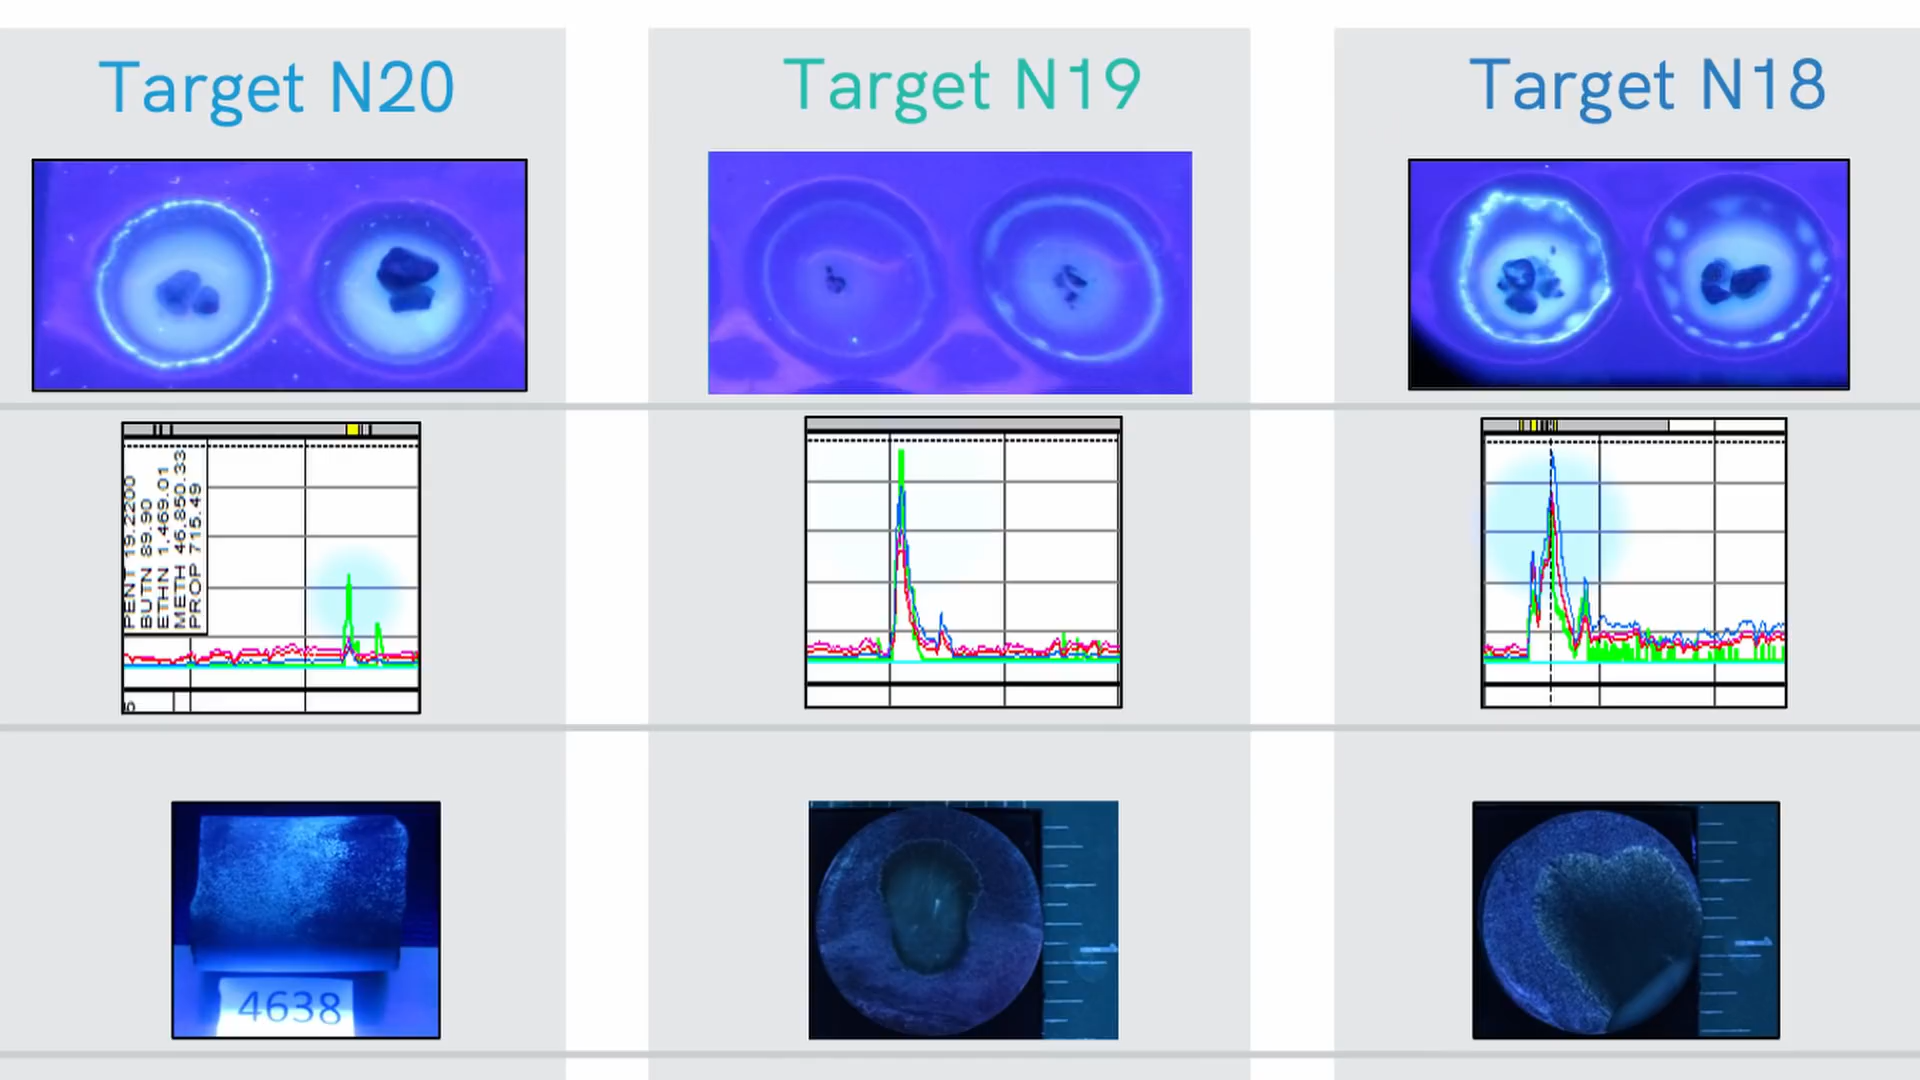 Target N20
Target N19
Target N18
PENT 19.2200
BUTN 89.90
ETHN 1,469.01
METH 46,850.33
PROP 715.49
5
4638